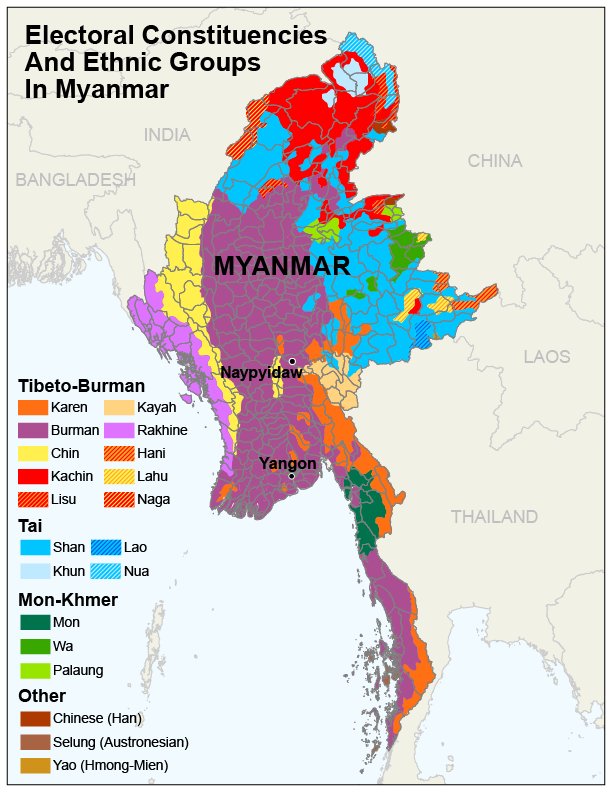 Electoral Constituencies
And Ethnic Groups
In Myanmar
INDIA
CHINA
BANGLADESH
MYANMAR
LAOS
Naypyidaw
Yangon
THAILAND
Tibeto-Burman
Karen Kayah
Burman Rakhine
Chin Hani
Kachin Lahu
Lisu Naga
Tai
Shan Lao
Khun Nua
Mon-Khmer
Mon
Wa
Palaung
Other
Chinese (Han)
Selung (Austronesian)
Yao (Hmong-Mien)